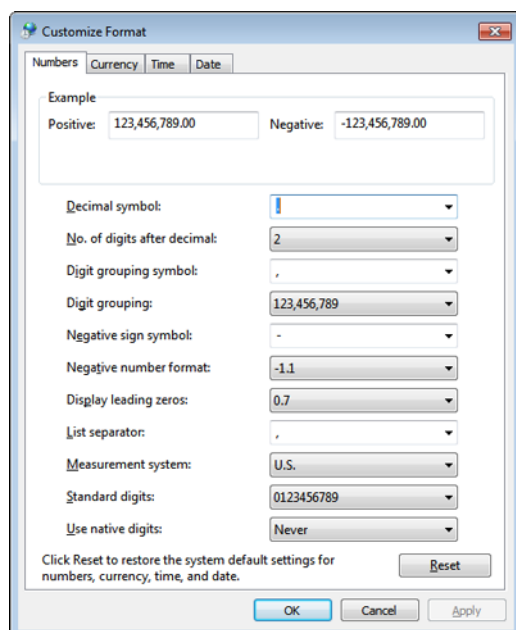 Customize Format
Numbers Currency Time Date
Example
Positive: 123,456,789.00 Negative: -123,456,789.00
Decimal symbol: .
No. of digits after decimal: 2
Digit grouping symbol: ,
Digit grouping: 123,456,789
Negative sign symbol: -
Negative number format: -1.1
Display leading zeros: 0.7
List separator: ,
Measurement system: U.S.
Standard digits: 0123456789
Use native digits: Never
Click Reset to restore the system default settings for
numbers, currency, time, and date.
Reset
OK Cancel Apply